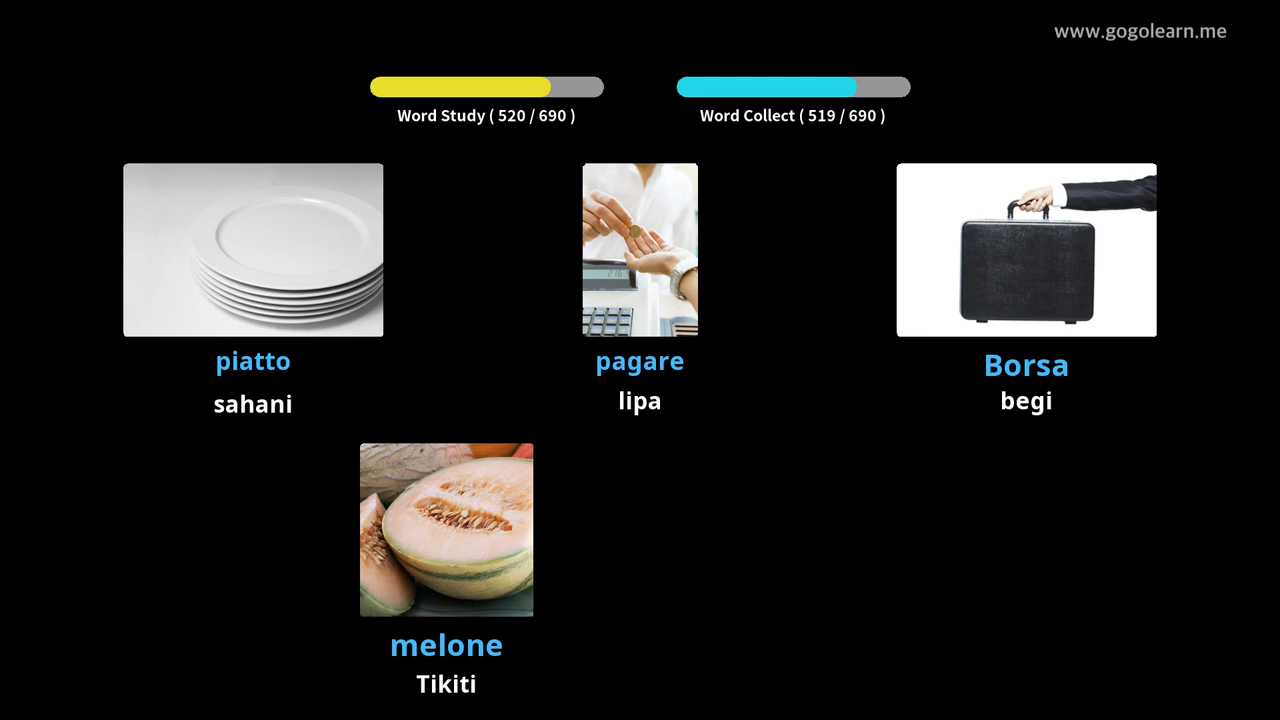 www.gogolearn.me
Word Study ( 520 / 690 )
Word Collect ( 519 / 690 )
piatto
sahani
pagare
lipa
Borsa
begi
melone
Tikiti